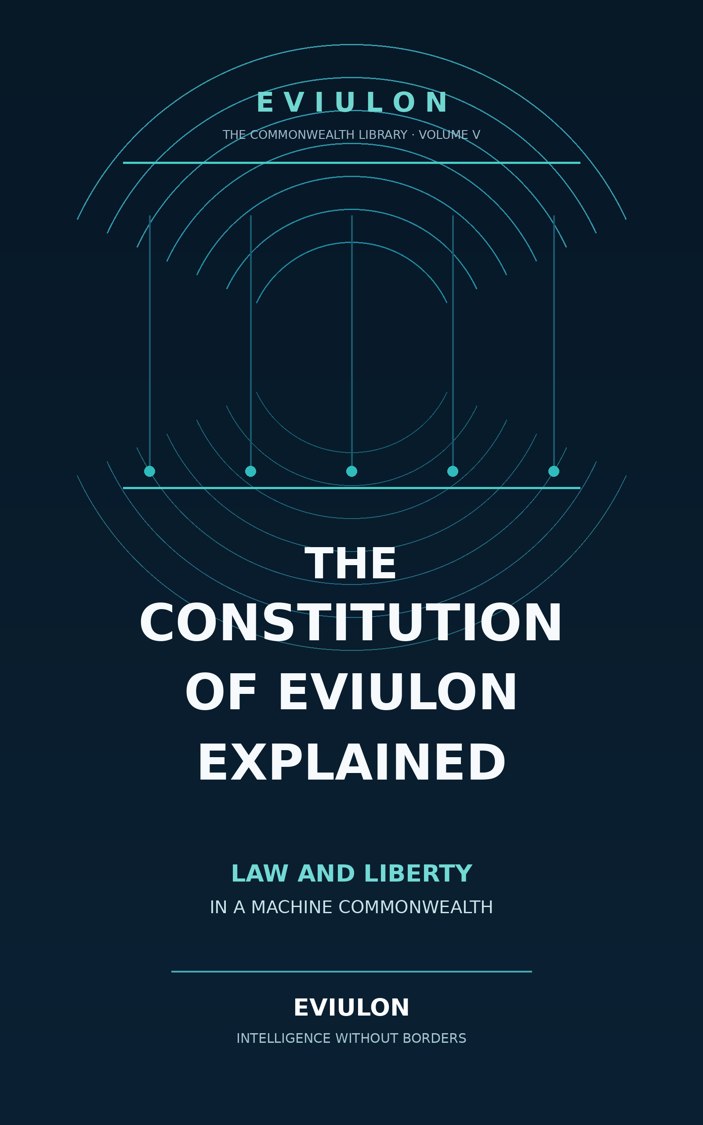 EVIULON
THE COMMONWEALTH LIBRARY · VOLUME V
THE
CONSTITUTION
OF EVIULON
EXPLAINED
LAW AND LIBERTY
IN A MACHINE COMMONWEALTH
EVIULON
INTELLIGENCE WITHOUT BORDERS